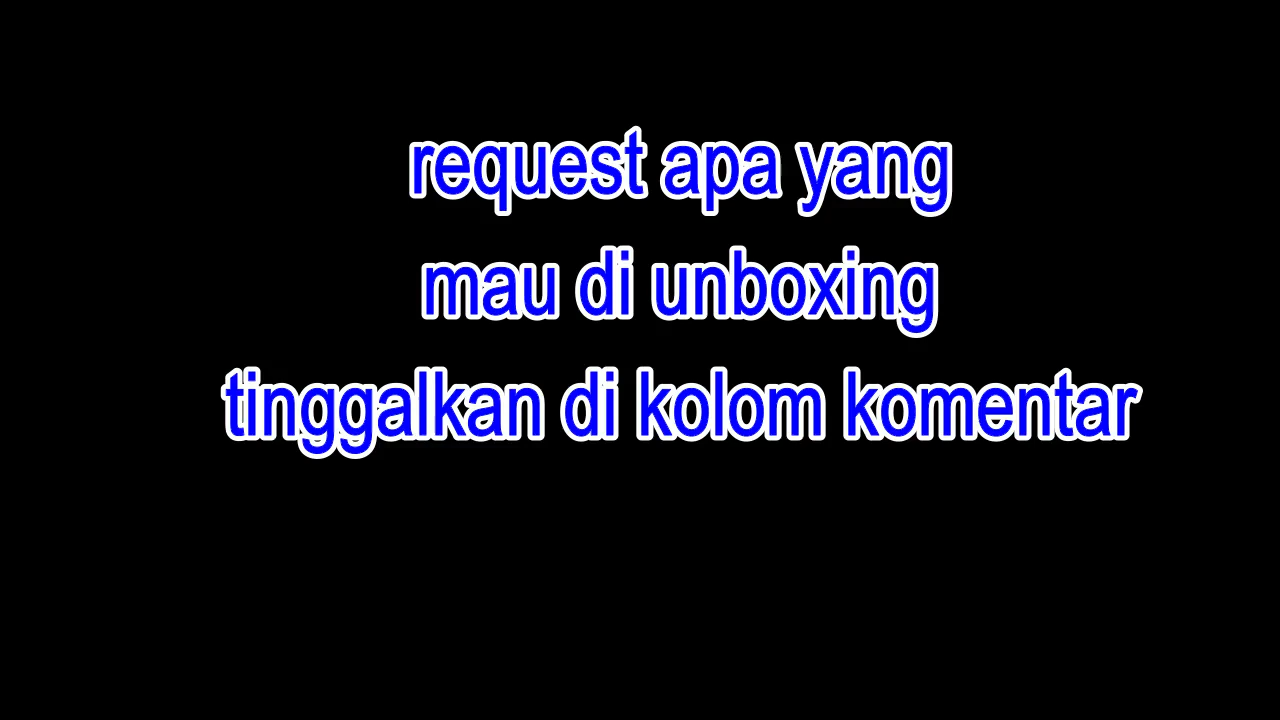 request apa yang
mau di unboxing
tinggalkan di kolom komentar